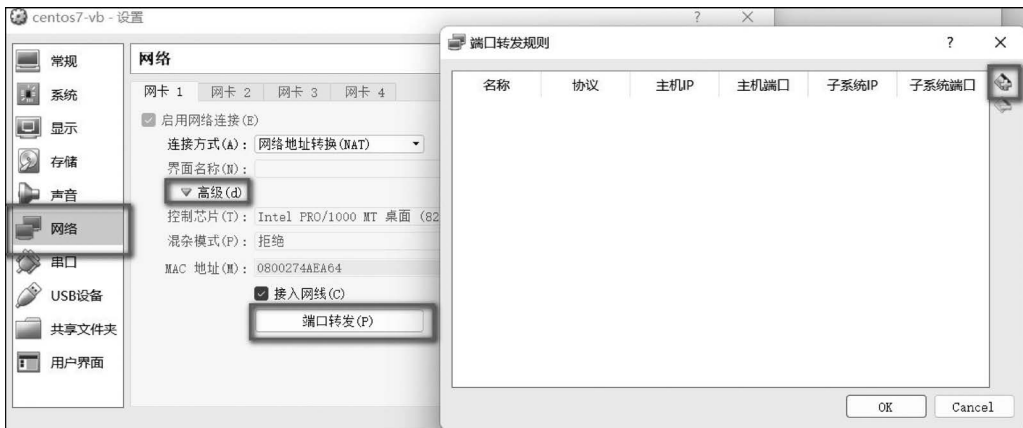 centos7-vb - 设置
?
×
常规
系统
显示
存储
声音
网络
串口
USB设备
共享文件夹
用户界面
网络
网卡 1 网卡 2 网卡 3 网卡 4
启用网络连接(E)
连接方式(A): 网络地址转换(NAT)
界面名称(N):
高级(d)
控制芯片(T): Intel PRO/1000 MT 桌面 (82
混杂模式(P): 拒绝
MAC 地址(M): 0800274AEA64
接入网线(C)
端口转发(P)
端口转发规则
?
×
名称 协议 主机IP 主机端口 子系统IP 子系统端口
OK Cancel